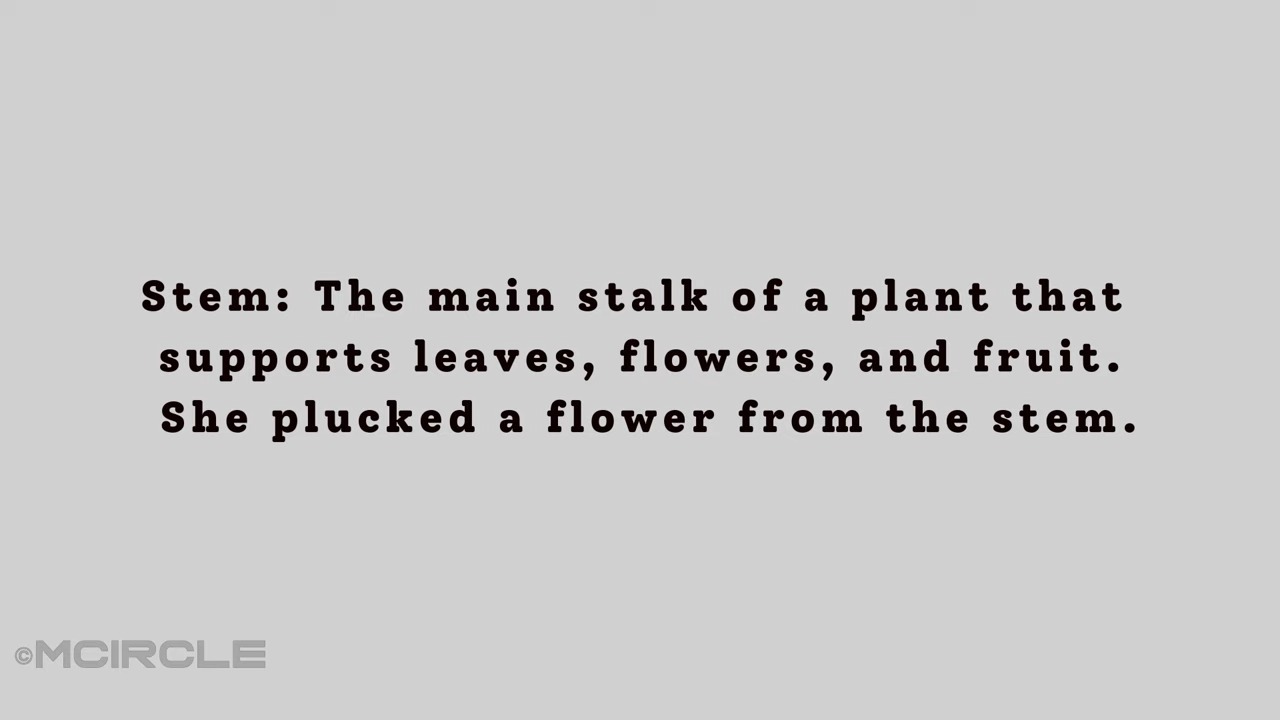 Stem: The main stalk of a plant that
supports leaves, flowers, and fruit.
She plucked a flower from the stem.
©MCIRCLE